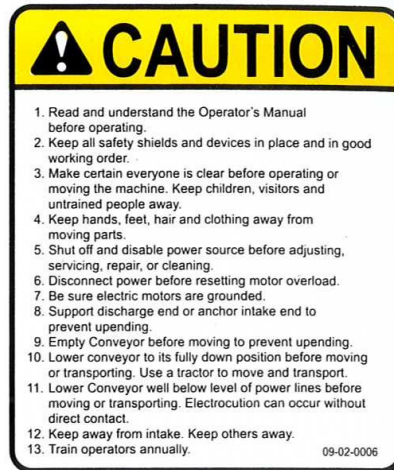 CAUTION
1. Read and understand the Operator's Manual
before operating.
2. Keep all safety shields and devices in place and in good
working order.
3. Make certain everyone is clear before operating or
moving the machine. Keep children, visitors and
untrained people away.
4. Keep hands, feet, hair and clothing away from
moving parts.
5. Shut off and disable power source before adjusting,
servicing, repair, or cleaning.
6. Disconnect power before resetting motor overload.
7. Be sure electric motors are grounded.
8. Support discharge end or anchor intake end to
prevent upending.
9. Empty Conveyor before moving to prevent upending.
10. Lower conveyor to its fully down position before moving
or transporting. Use a tractor to move and transport.
11. Lower Conveyor well below level of power lines before
moving or transporting. Electrocution can occur without
direct contact.
12. Keep away from intake. Keep others away.
13. Train operators annually. 09-02-0006